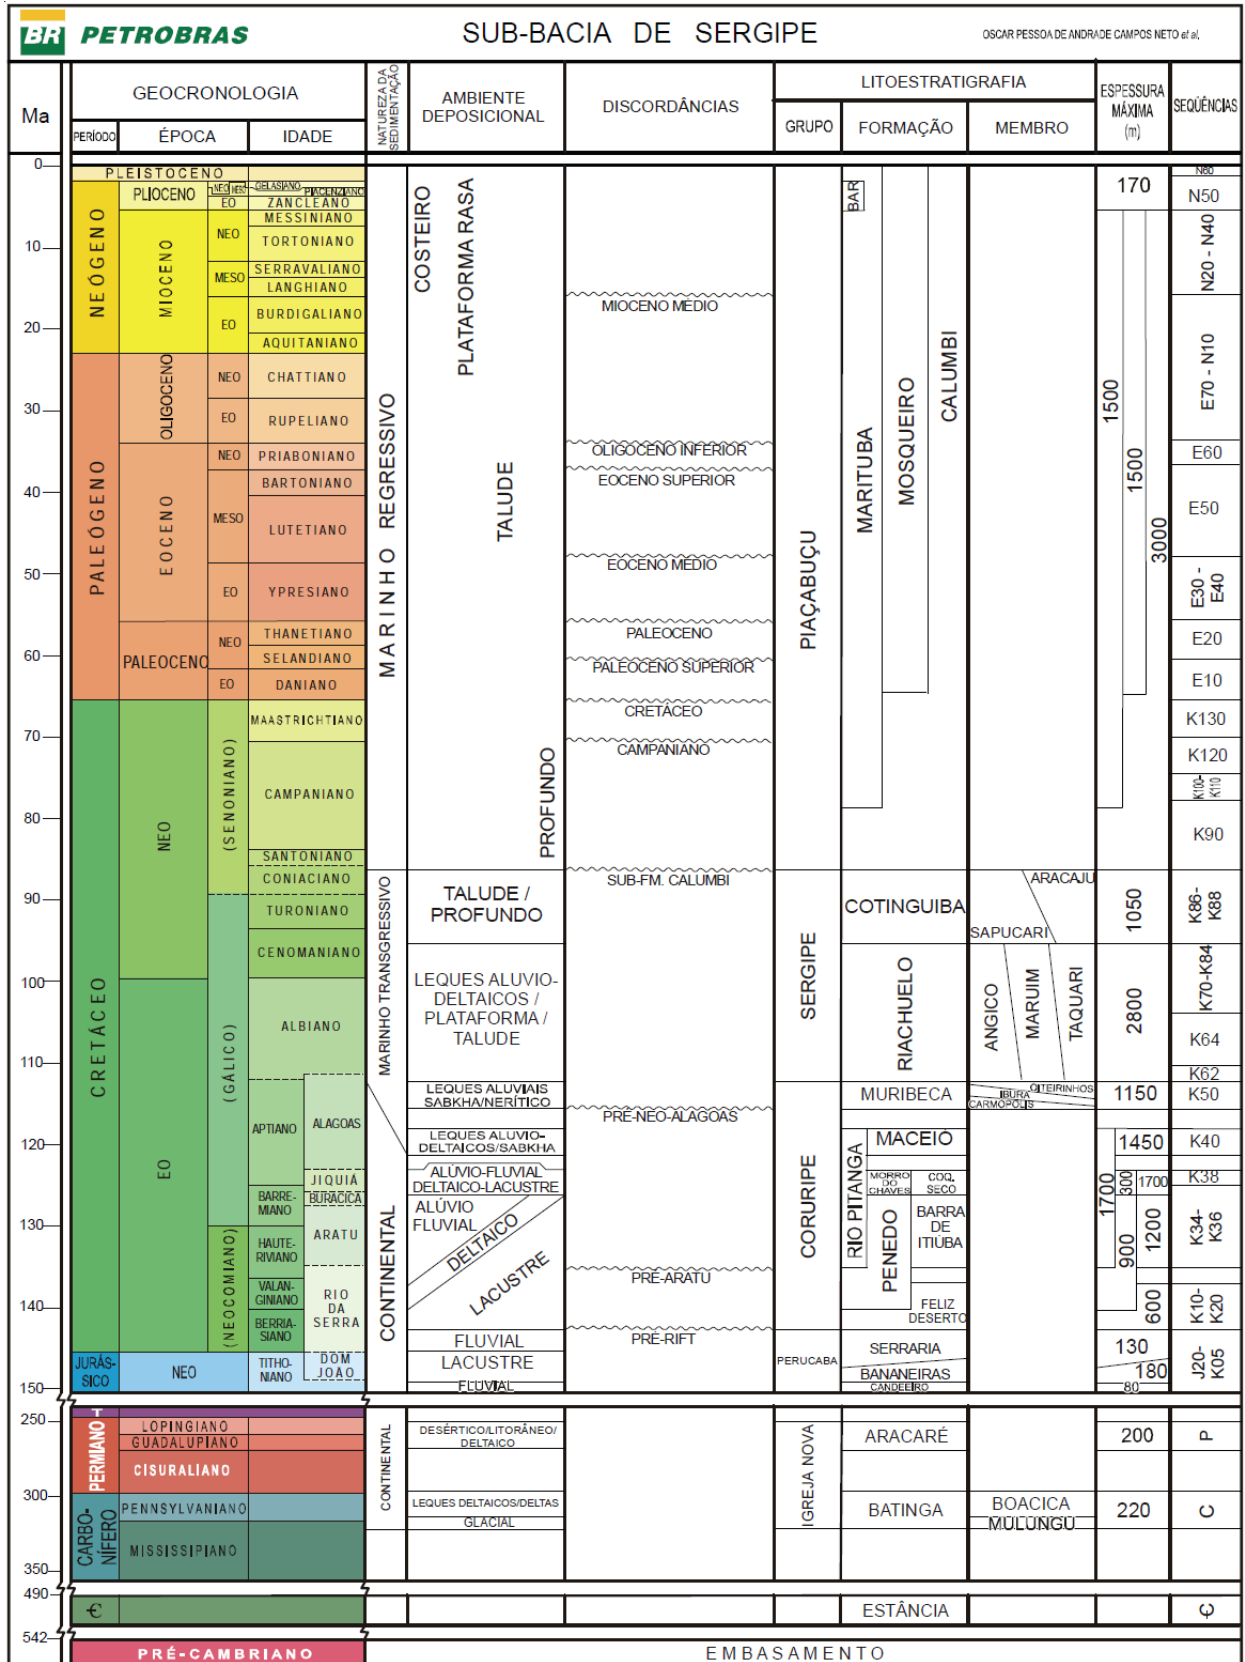 BR PETROBRAS
SUB-BACIA DE SERGIPE
OSCAR PESSOA DE ANDRADE CAMPOS NETO et al.
Ma
GEOCRONOLOGIA
PERÍODO
ÉPOCA
IDADE
NATUREZA DA
SEDIMENTAÇÃO
AMBIENTE
DEPOSICIONAL
DISCORDÂNCIAS
LITOESTRATIGRAFIA
GRUPO
FORMAÇÃO
MEMBRO
ESPESSURA
MÁXIMA
(m)
SEQÜÊNCIAS
0
10
20
30
40
50
60
70
80
90
100
110
120
130
140
150
250
300
350
490
542
NEÓGENO
PALEÓGENO
CRETÁCEO
JURÁS-
SICO
T
PERMIANO
CARBO-
NÍFERO
Є
PRÉ-CAMBRIANO
PLEISTOCENO
PLIOCENO
MIOCENO
OLIGOCENO
EOCENO
PALEOCENO
NEO
EO
NEO
LOPINGIANO
GUADALUPIANO
CISURALIANO
PENNSYLVANIANO
MISSISSIPIANO
NEO
MESO
EO
NEO
MESO
EO
NEO
EO
NEO
MESO
EO
NEO
EO
(SENONIANO)
(GÁLICO)
(NEOCOMIANO)
GELASIANO
PIACENZIANO
ZANCLEANO
MESSINIANO
TORTONIANO
SERRAVALIANO
LANGHIANO
BURDIGALIANO
AQUITANIANO
CHATTIANO
RUPELIANO
PRIABONIANO
BARTONIANO
LUTETIANO
YPRESIANO
THANETIANO
SELANDIANO
DANIANO
MAASTRICHTIANO
CAMPANIANO
SANTONIANO
CONIACIANO
TURONIANO
CENOMANIANO
ALBIANO
APTIANO
BARRE-
MIANO
HAUTE-
RIVIANO
VALAN-
GINIANO
BERRIA-
SIANO
TITHO-
NIANO
ALAGOAS
JIQUIÁ
BURACICA
ARATU
RIO
DA
SERRA
DOM
JOÃO
MARINHO REGRESSIVO
MARINHO TRANSGRESSIVO
CONTINENTAL
CONTINENTAL
COSTEIRO
PLATAFORMA RASA
TALUDE
PROFUNDO
TALUDE /
PROFUNDO
LEQUES ALUVIO-
DELTAICOS /
PLATAFORMA /
TALUDE
LEQUES ALUVIAIS
SABKHA/NERÍTICO
LEQUES ALUVIO-
DELTAICOS/SABKHA
ALÚVIO-FLUVIAL
DELTAICO-LACUSTRE
ALÚVIO
FLUVIAL
DELTAICO
LACUSTRE
FLUVIAL
LACUSTRE
FLUVIAL
DESÉRTICO/LITORÂNEO/
DELTAICO
LEQUES DELTAICOS/DELTAS
GLACIAL
MIOCENO MÉDIO
OLIGOCENO INFERIOR
EOCENO SUPERIOR
EOCENO MÉDIO
PALEOCENO
PALEOCENO SUPERIOR
CRETÁCEO
CAMPANIANO
SUB-FM. CALUMBI
PRÉ-NEO-ALAGOAS
PRÉ-ARATU
PRÉ-RIFT
PIAÇABUÇU
SERGIPE
CORURIPE
PERUCABA
IGREJA NOVA
BAR
MARITUBA
MOSQUEIRO
CALUMBI
COTINGUIBA
RIACHUELO
MURIBECA
MACEIÓ
RIO PITANGA
MORRO
DO
CHAVES
COQ.
SECO
PENEDO
BARRA
DE
ITIÚBA
FELIZ
DESERTO
SERRARIA
BANANEIRAS
CANDEEIRO
ARACARÉ
BATINGA
ESTÂNCIA
ARACAJU
SAPUCARI
ANGICO
MARUIM
TAQUARI
OITEIRINHOS
IBURA
CARMÓPOLIS
BOACICA
MULUNGU
170
1500
1500
3000
1050
2800
1150
1450
1700
300
1700
900
1200
600
130
180
80
200
220
N60
N50
N20 - N40
E70 - N10
E60
E50
E30 -
E40
E20
E10
K130
K120
K100-
K110
K90
K86-
K88
K70-K84
K64
K62
K50
K40
K38
K34-
K36
K10-
K20
J20-
K05
P
C
Є
EMBASAMENTO